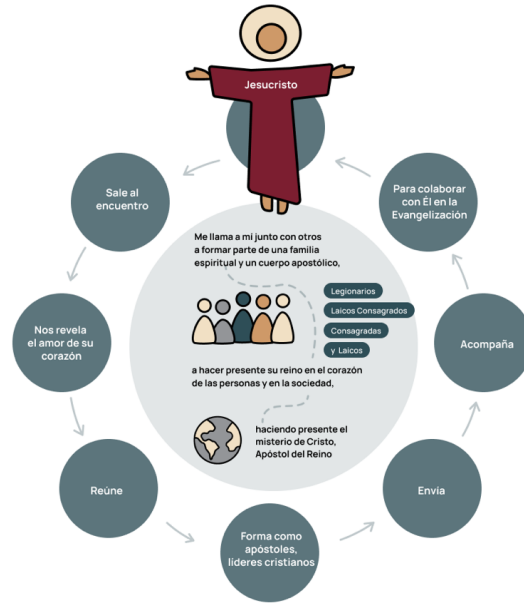 Jesucristo
Sale al
encuentro
Nos revela
el amor de su
corazón
Reúne
Forma como
apóstoles,
líderes cristianos
Envía
Acompaña
Para colaborar
con Él en la
Evangelización
Me llama a mí junto con otros
a formar parte de una familia
espiritual y un cuerpo apostólico,
Legionarios
Laicos Consagrados
Consagradas
y Laicos
a hacer presente su reino en el corazón
de las personas y en la sociedad,
haciendo presente el
misterio de Cristo,
Apóstol del Reino